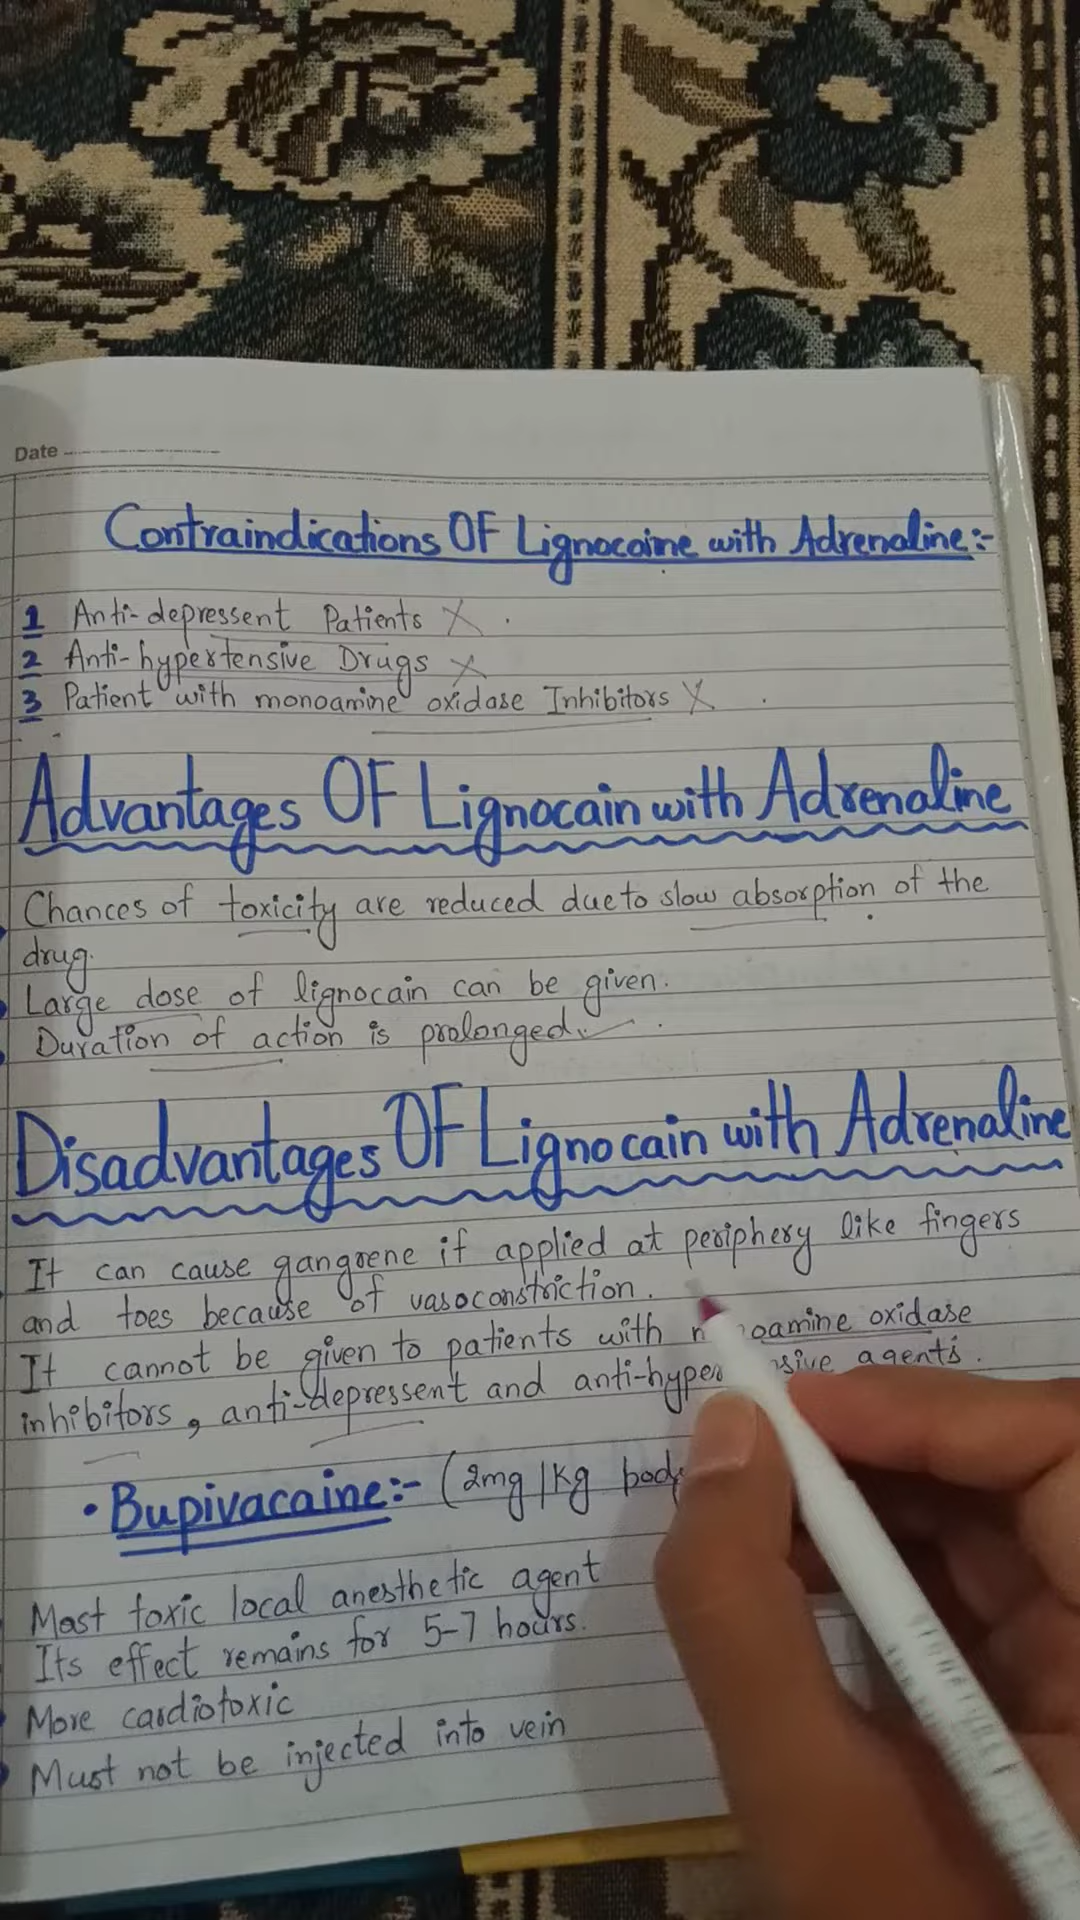 Date
Contraindications OF Lignocaine with Adrenaline:-
1 Anti-depressent Patients X .
2 Anti-hypertensive Drugs X
3 Patient with monoamine oxidase Inhibitors X .
Advantages OF Lignocain with Adrenaline
Chances of toxicity are reduced due to slow absorption of the
drug.
Large dose of lignocain can be given.
Duration of action is prolonged.
Disadvantages OF Lignocain with Adrenaline
It can cause gangrene if applied at periphery like fingers
and toes because of vasoconstriction.
It cannot be given to patients with oxidase
inhibitors, anti-depressent and agents.
• Bupivacaine:- (2mg/kg
Most toxic local anesthetic agent
Its effect remains for 5-7 hours.
More cardiotoxic
Must not be injected into vein